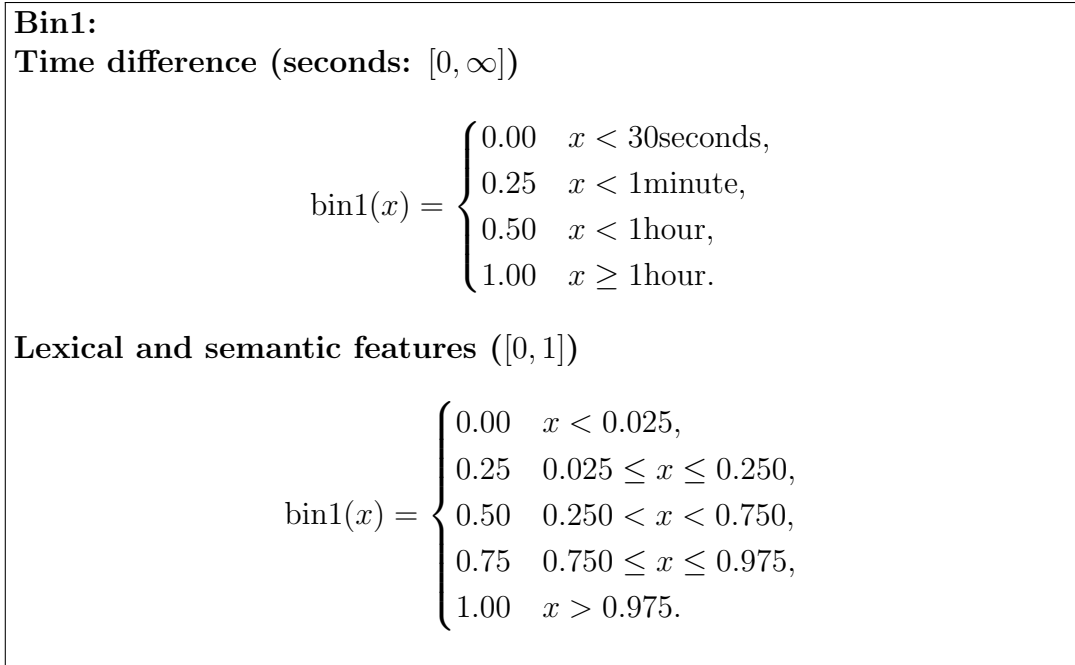 Bin1:
Time difference (seconds: [0, ∞])
bin1(x) = { 0.00 x < 30seconds,
0.25 x < 1minute,
0.50 x < 1hour,
1.00 x ≥ 1hour.
Lexical and semantic features ([0, 1])
bin1(x) = { 0.00 x < 0.025,
0.25 0.025 ≤ x ≤ 0.250,
0.50 0.250 < x < 0.750,
0.75 0.750 ≤ x ≤ 0.975,
1.00 x > 0.975.